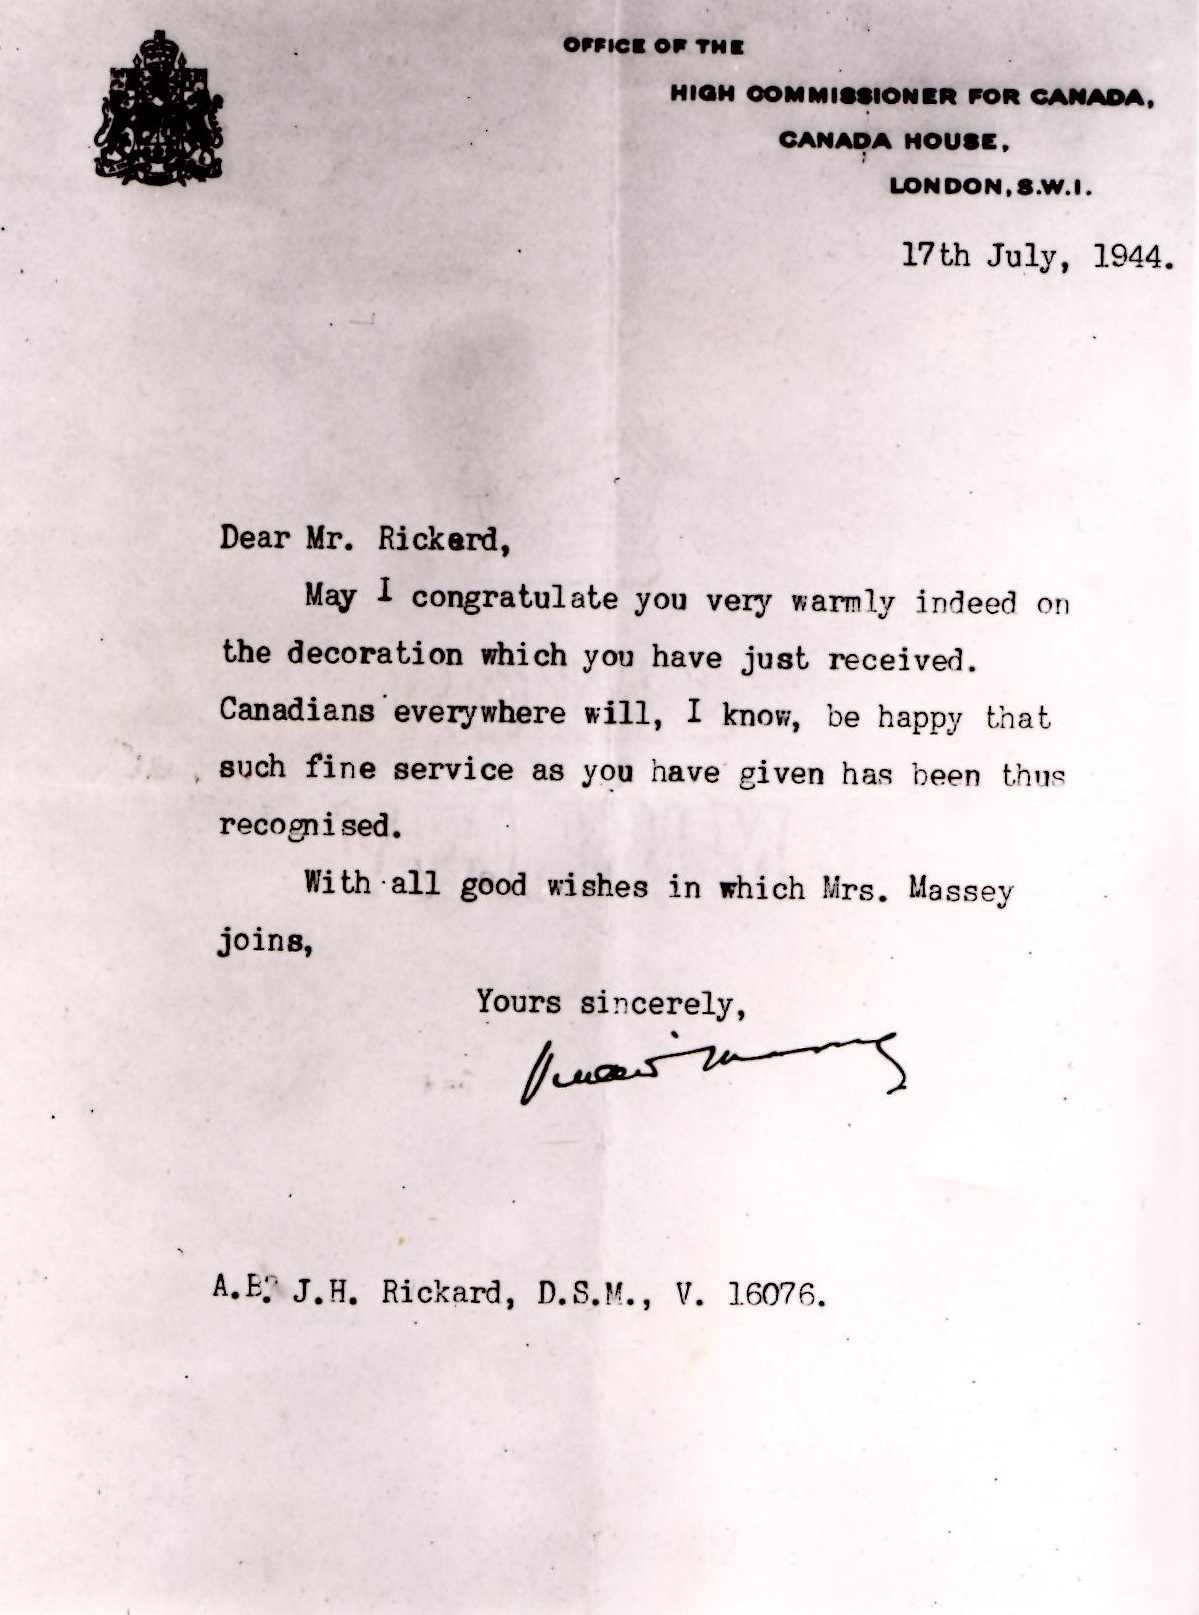 OFFICE OF THE
HIGH COMMISSIONER FOR CANADA,
CANADA HOUSE,
LONDON, S.W.1.
17th July, 1944.
Dear Mr. Rickard,
May I congratulate you very warmly indeed on
the decoration which you have just received.
Canadians everywhere will, I know, be happy that
such fine service as you have given has been thus
recognised.
With all good wishes in which Mrs. Massey
joins,
Yours sincerely,
Vincent Massey
A.B. J.H. Rickard, D.S.M., V. 16076.